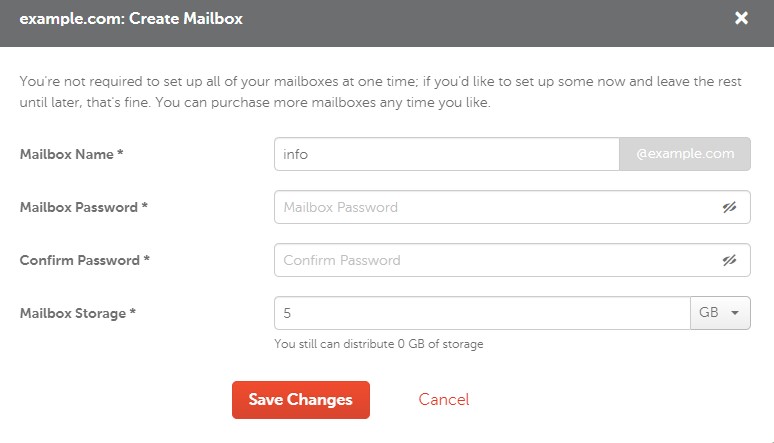 example.com: Create Mailbox
You're not required to set up all of your mailboxes at one time; if you'd like to set up some now and leave the rest
until later, that's fine. You can purchase more mailboxes any time you like.
Mailbox Name * info @example.com
Mailbox Password * Mailbox Password
Confirm Password * Confirm Password
Mailbox Storage * 5 GB
You still can distribute 0 GB of storage
Save Changes Cancel